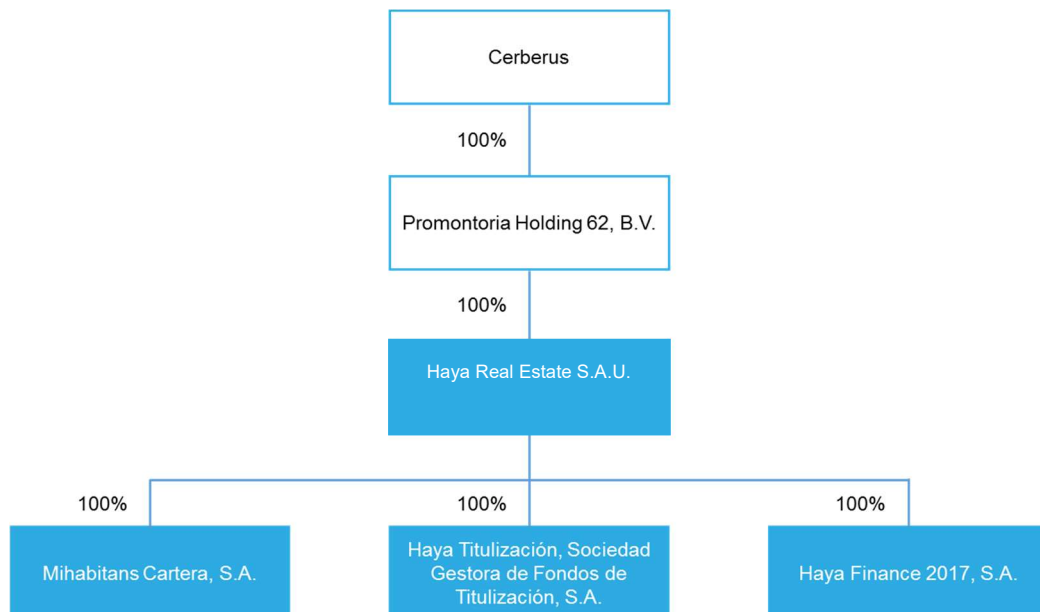 Cerberus
100%
Promontoria Holding 62, B.V.
100%
Haya Real Estate S.A.U.
100%
100%
100%
Mihabitans Cartera, S.A.
Haya Titulización, Sociedad
Gestora de Fondos de
Titulización, S.A.
Haya Finance 2017, S.A.